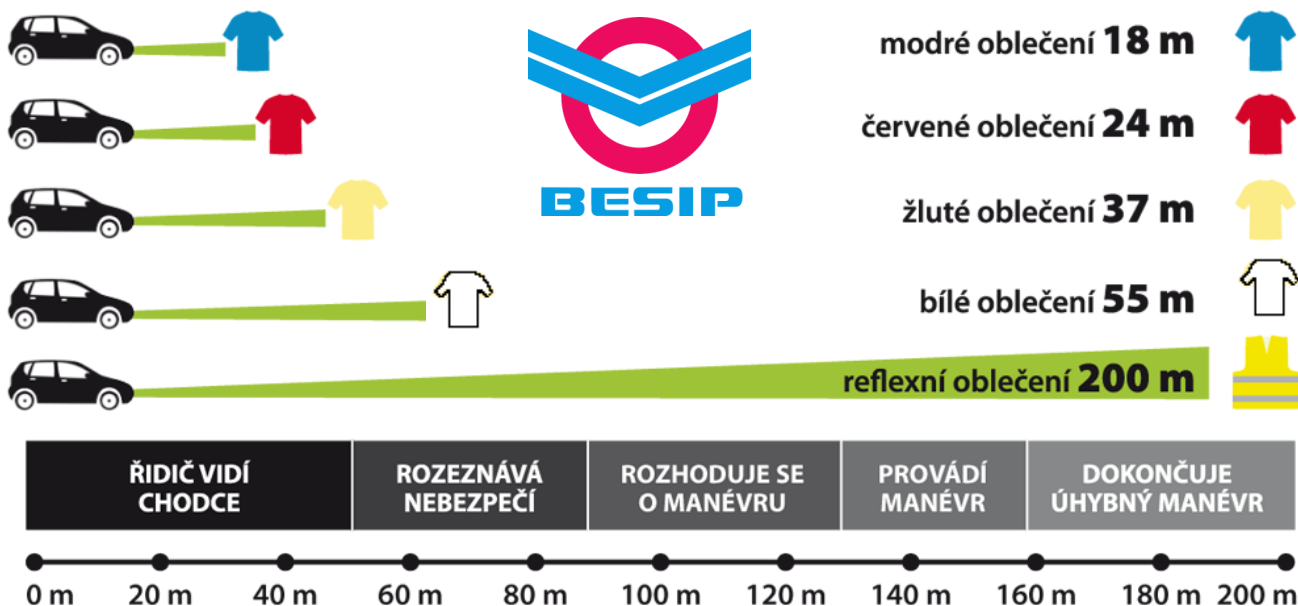 modré oblečení 18 m
BESIP
červené oblečení 24 m
žluté oblečení 37 m
bílé oblečení 55 m
reflexní oblečení 200 m
ŘIDIČ VIDÍ
CHODCE
ROZEZNÁVÁ
NEBEZPEČÍ
ROZHODUJE SE
O MANÉVRU
PROVÁDÍ
MANÉVR
DOKONČUJE
ÚHYBNÝ MANÉVR
0 m 20 m 40 m 60 m 80 m 100 m 120 m 140 m 160 m 180 m 200 m